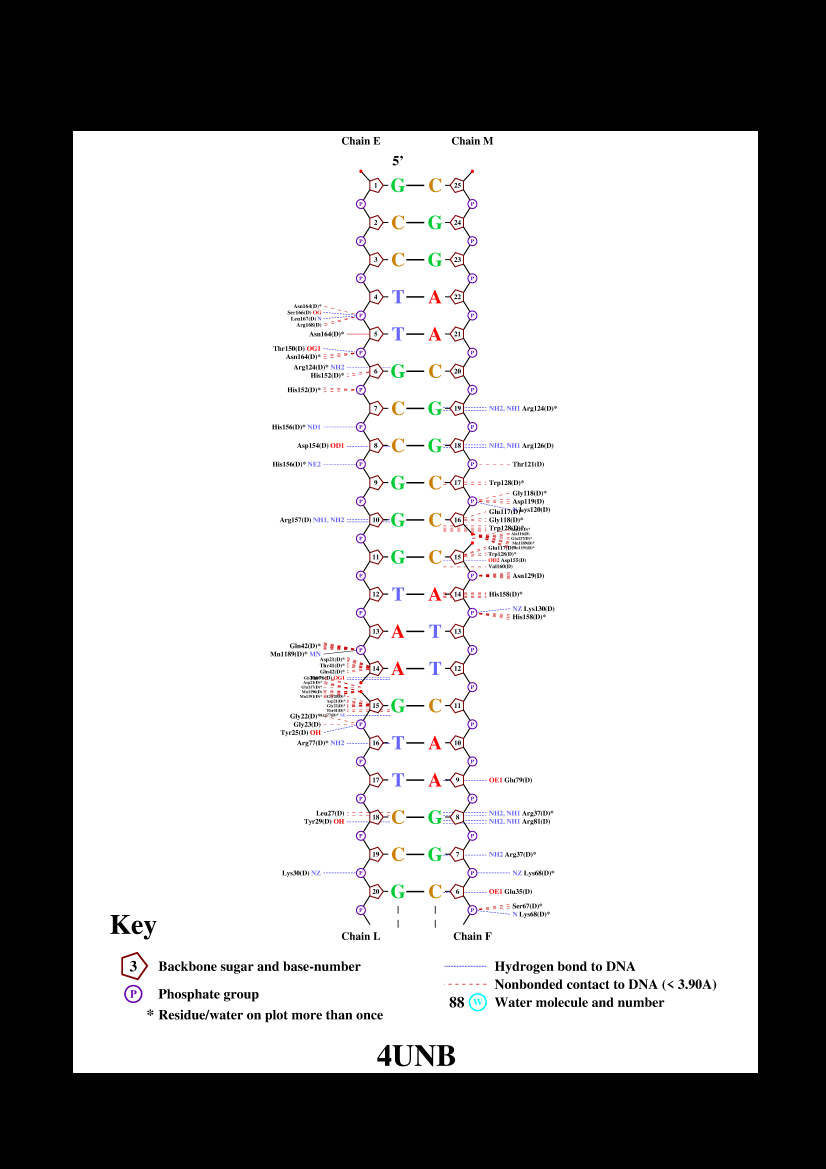 Chain E Chain M
5’
1 G C 25
P P
2 C G 24
P P
3 C G 23
P P
4 T A 22
Asn164(D)*
Ser166(D) OG
Leu167(D) N
Arg168(D)
P P
Asn164(D)* 5 T A 21
Thr150(D) OG1
Asn164(D)*
P P
Arg124(D)* NH2
His152(D)*
6 G C 20
His152(D)* P P
7 C G 19 NH2, NH1 Arg124(D)*
His156(D)* ND1 P P
Asp154(D) OD1 8 C G 18 NH2, NH1 Arg126(D)
His156(D)* NE2 P P Thr121(D)
9 G C 17 Trp128(D)*
Gly118(D)*
P P Asp119(D)
N Lys120(D)
Glu117(D)*
Arg157(D) NH1, NH2 10 G C 16 Gly118(D)*
Trp128(D)*
Glu117(D)*
Trp128(D)*
11 G C 15 OD2 Asp155(D)
Val160(D)
P P Asn129(D)
12 T A 14 His158(D)*
P P NZ Lys130(D)
His158(D)*
13 A T 13
Gln42(D)*
Mn1189(D)* MN P P
Asp21(D)*
Thr41(D)*
Gln42(D)*
14 A T 12
15 G C 11
Gly22(D)*
Gly23(D)
Tyr25(D) OH
P P
Arg77(D)* NH2 16 T A 10
P P
17 T A 9 OE1 Glu79(D)
P P
Leu27(D)
Tyr29(D) OH
18 C G 8 NH2, NH1 Arg37(D)*
NH2, NH1 Arg81(D)
P P
19 C G 7 NH2 Arg37(D)*
Lys30(D) NZ P P NZ Lys68(D)*
20 G C 6 OE1 Glu35(D)
P P Ser67(D)*
N Lys68(D)*
Chain L Chain F
Key
3 Backbone sugar and base-number
P Phosphate group
* Residue/water on plot more than once
Hydrogen bond to DNA
Nonbonded contact to DNA (< 3.90A)
88 W Water molecule and number
4UNB